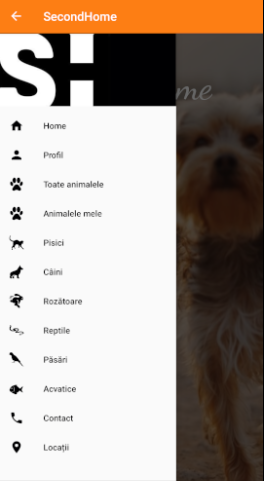 SecondHome
SH
me
Home
Profil
Toate animalele
Animalele mele
Pisici
Câini
Rozătoare
Reptile
Păsări
Acvatice
Contact
Locații